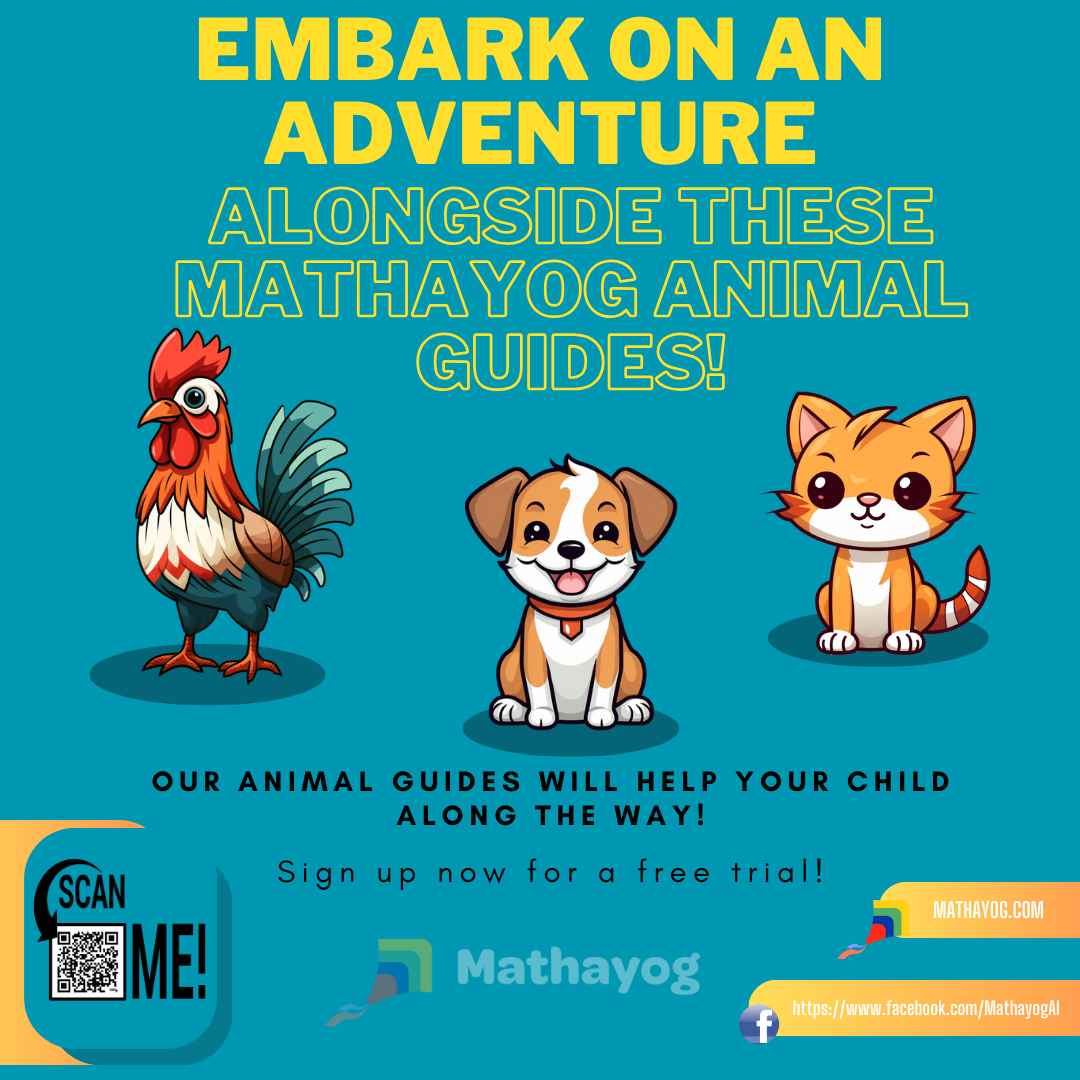 EMBARK ON AN
ADVENTURE
ALONGSIDE THESE
MATHAYOG ANIMAL
GUIDES!
OUR ANIMAL GUIDES WILL HELP YOUR CHILD
ALONG THE WAY!
Sign up now for a free trial!
SCAN
ME!
MATHAYOG.COM
Mathayog
https://www.facebook.com/MathayogAI
f